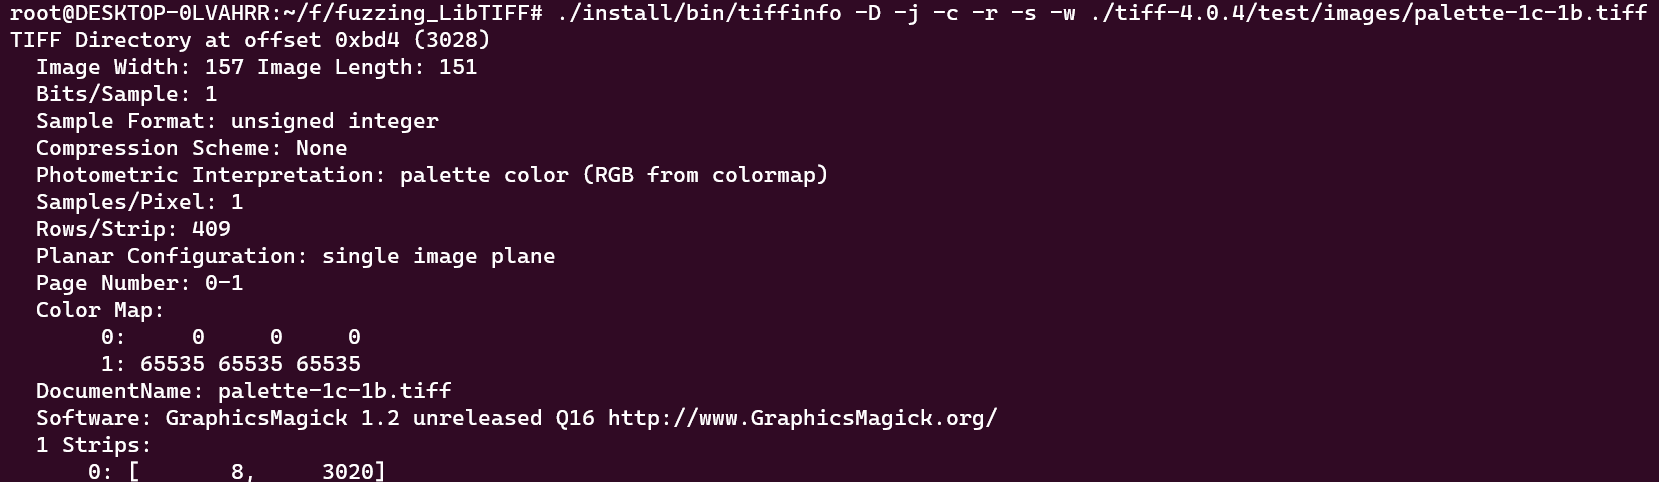 root@DESKTOP-0LVAHRR:~/f/fuzzing_LibTIFF# ./install/bin/tiffinfo -D -j -c -r -s -w ./tiff-4.0.4/test/images/palette-1c-1b.tiff
TIFF Directory at offset 0xbd4 (3028)
  Image Width: 157 Image Length: 151
  Bits/Sample: 1
  Sample Format: unsigned integer
  Compression Scheme: None
  Photometric Interpretation: palette color (RGB from colormap)
  Samples/Pixel: 1
  Rows/Strip: 409
  Planar Configuration: single image plane
  Page Number: 0-1
  Color Map:
       0:     0     0     0
       1: 65535 65535 65535
  DocumentName: palette-1c-1b.tiff
  Software: GraphicsMagick 1.2 unreleased Q16 http://www.GraphicsMagick.org/
  1 Strips:
      0: [       8,     3020]